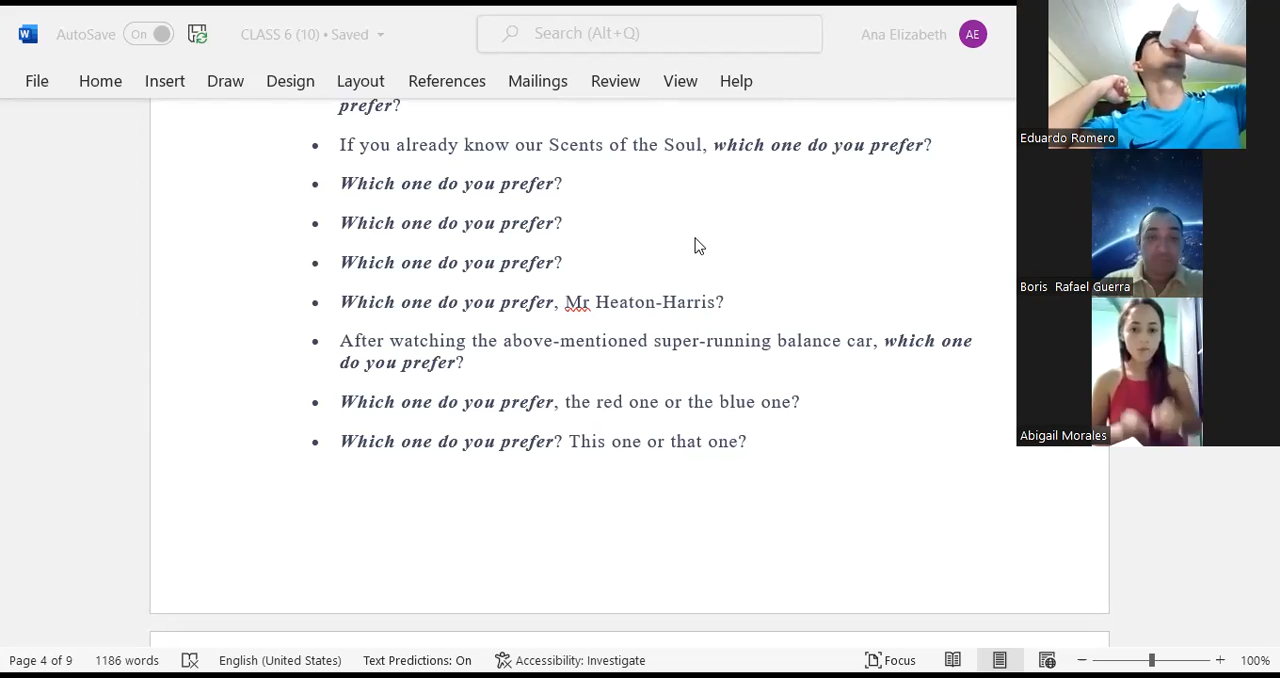 AutoSave On CLASS 6 (10) • Saved Search (Alt+Q) Ana Elizabeth AE
File Home Insert Draw Design Layout References Mailings Review View Help
prefer?
• If you already know our Scents of the Soul, which one do you prefer?
• Which one do you prefer?
• Which one do you prefer?
• Which one do you prefer?
• Which one do you prefer, Mr Heaton-Harris?
• After watching the above-mentioned super-running balance car, which one
do you prefer?
• Which one do you prefer, the red one or the blue one?
• Which one do you prefer? This one or that one?
Eduardo Romero
Boris Rafael Guerra
Abigail Morales
Page 4 of 9 1186 words English (United States) Text Predictions: On Accessibility: Investigate Focus 100%